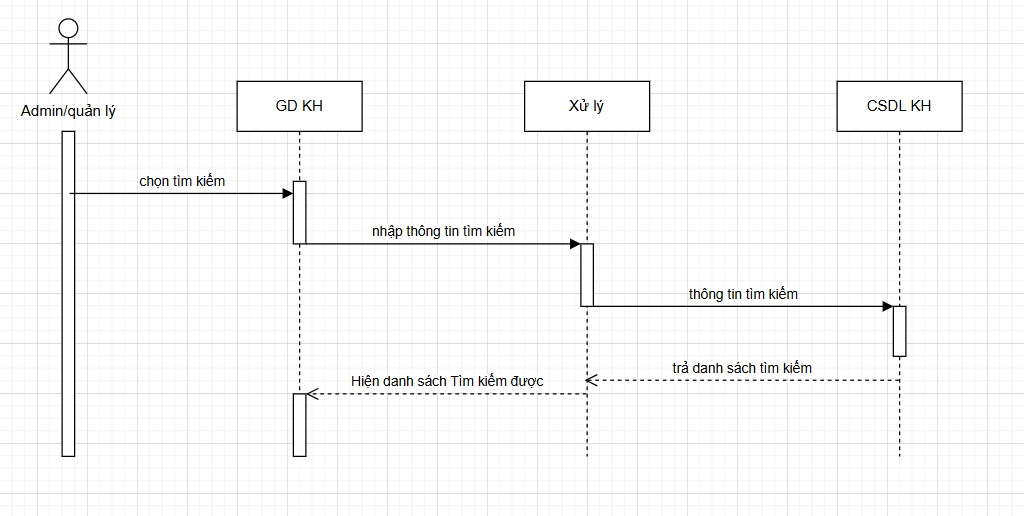 Admin/quản lý
GD KH
Xử lý
CSDL KH
chọn tìm kiếm
nhập thông tin tìm kiếm
thông tin tìm kiếm
trả danh sách tìm kiếm
Hiện danh sách Tìm kiếm được